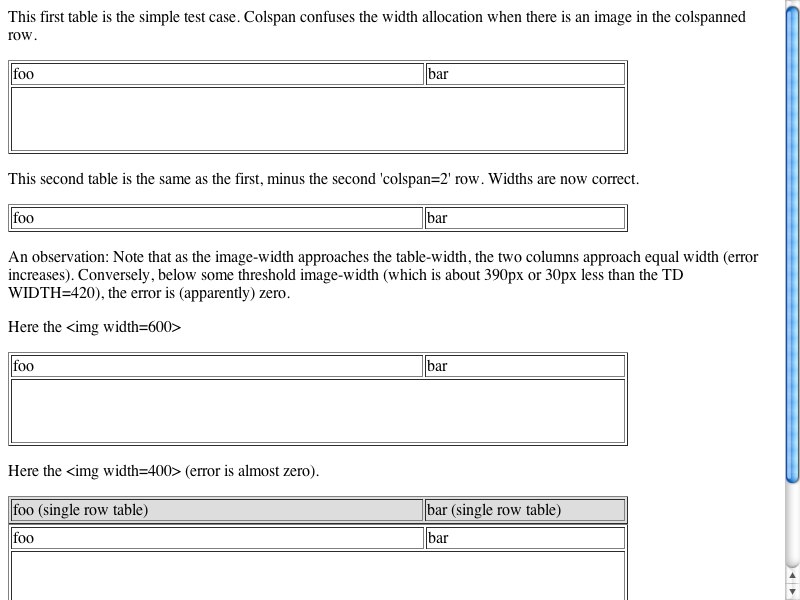 This first table is the simple test case. Colspan confuses the width allocation when there is an image in the colspanned
row.
foo bar
This second table is the same as the first, minus the second 'colspan=2' row. Widths are now correct.
foo bar
An observation: Note that as the image-width approaches the table-width, the two columns approach equal width (error
increases). Conversely, below some threshold image-width (which is about 390px or 30px less than the TD
WIDTH=420), the error is (apparently) zero.
Here the <img width=600>
foo bar
Here the <img width=400> (error is almost zero).
foo (single row table) bar (single row table)
foo bar